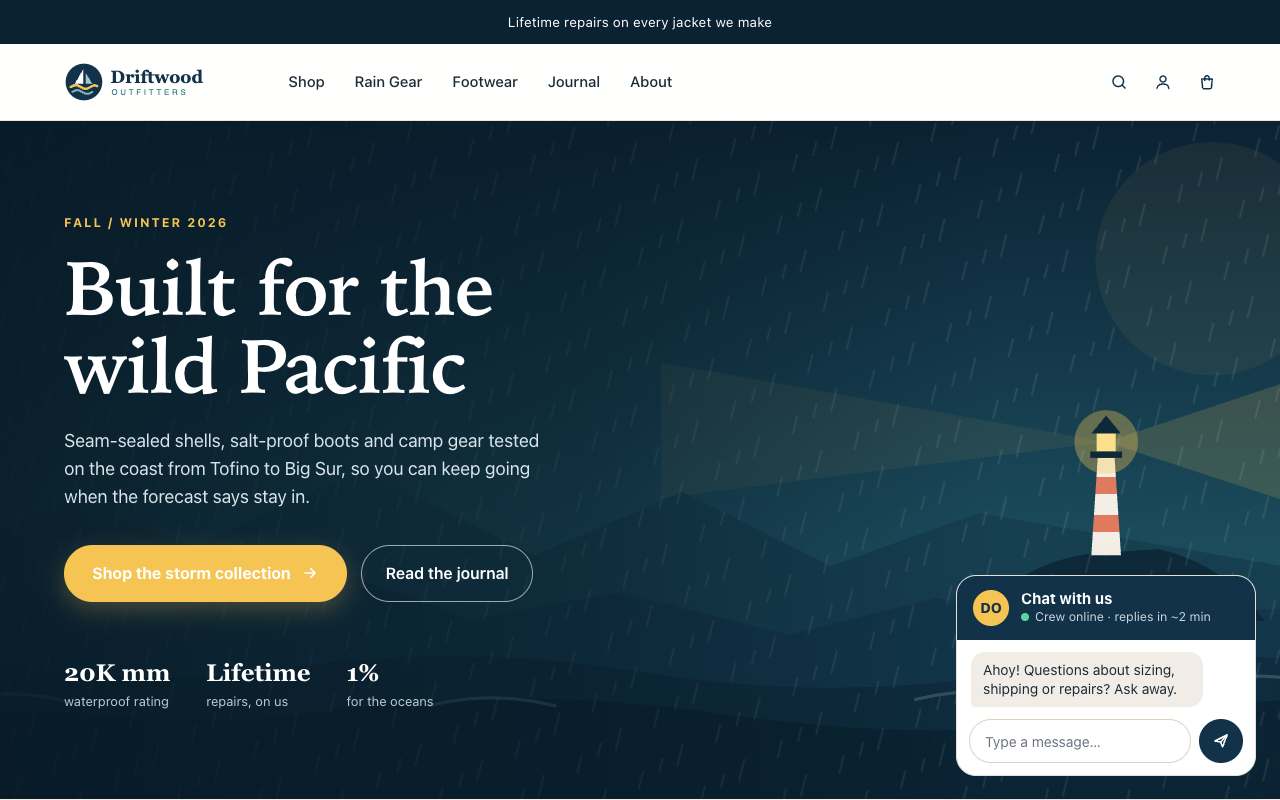 Lifetime repairs on every jacket we make
Driftwood
OUTFITTERS
Shop
Rain Gear
Footwear
Journal
About
FALL / WINTER 2026
Built for the
wild Pacific
Seam-sealed shells, salt-proof boots and camp gear tested
on the coast from Tofino to Big Sur, so you can keep going
when the forecast says stay in.
Shop the storm collection →
Read the journal
20K mm
waterproof rating
Lifetime
repairs, on us
1%
for the oceans
DO
Chat with us
Crew online · replies in ~2 min
Ahoy! Questions about sizing,
shipping or repairs? Ask away.
Type a message...